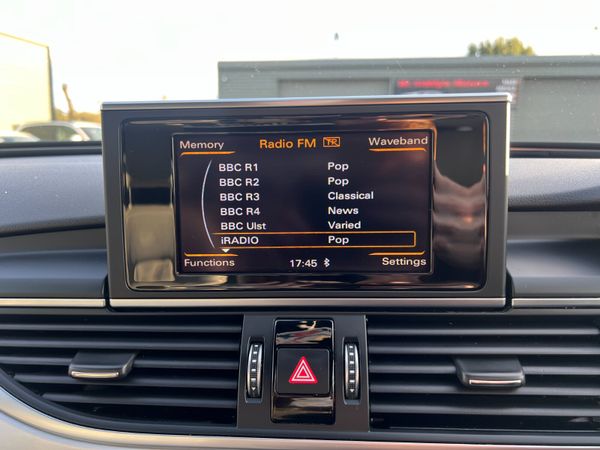 Memory Radio FM TP Waveband
BBC R1 Pop
BBC R2 Pop
BBC R3 Classical
BBC R4 News
BBC Ulst Varied
iRADIO Pop
Functions 17:45 Settings